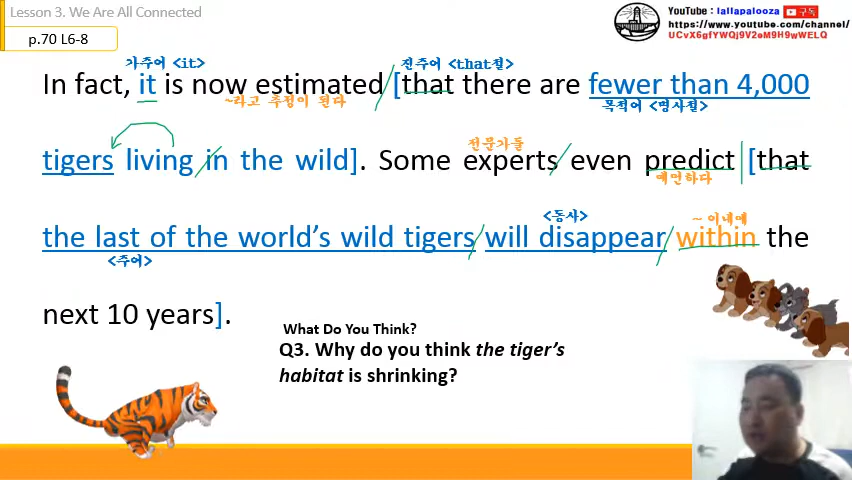 Lesson 3. We Are All Connected
YouTube : lallapalooza 구독
https://www.youtube.com/channel/
UCvX6gfYWQj9V2eM9H9wWELQ
p.70 L6-8
가주어 <it> 진주어 <that절>
In fact, it is now estimated [that there are fewer than 4,000
~라고 추정이 된다 목적어 <명사절>
전문가들
tigers living in the wild]. Some experts even predict [that
예언하다
<동사> ~ 이내에
the last of the world's wild tigers will disappear within the
<주어>
next 10 years].
What Do You Think?
Q3. Why do you think the tiger's
habitat is shrinking?